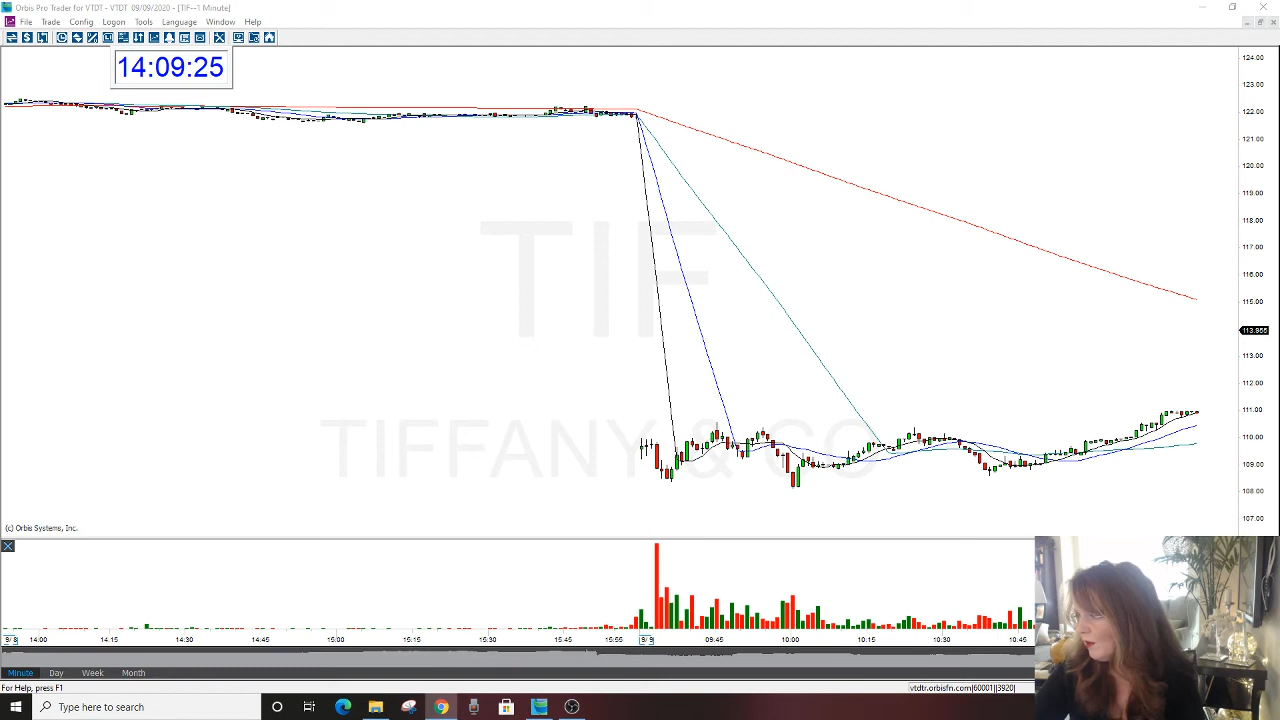 Orbis Pro Trader for VTDT - VTDT 09/09/2020 - [TIF--1 Minute]
File Trade Config Logon Tools Language Window Help
14:09:25
124.00
123.00
122.00
121.00
120.00
119.00
118.00
117.00
116.00
115.00
113.955
113.00
112.00
111.00
110.00
109.00
108.00
107.00
TIF
TIFFANY & CO
(c) Orbis Systems, Inc.
9/8 14:00 14:15 14:30 14:45 15:00 15:15 15:30 15:45 15:55 9/9 09:45 10:00 10:15 10:30 10:45
Minute Day Week Month
For Help, press F1
vtdtr.orbisfn.com|60001||3920|
Type here to search